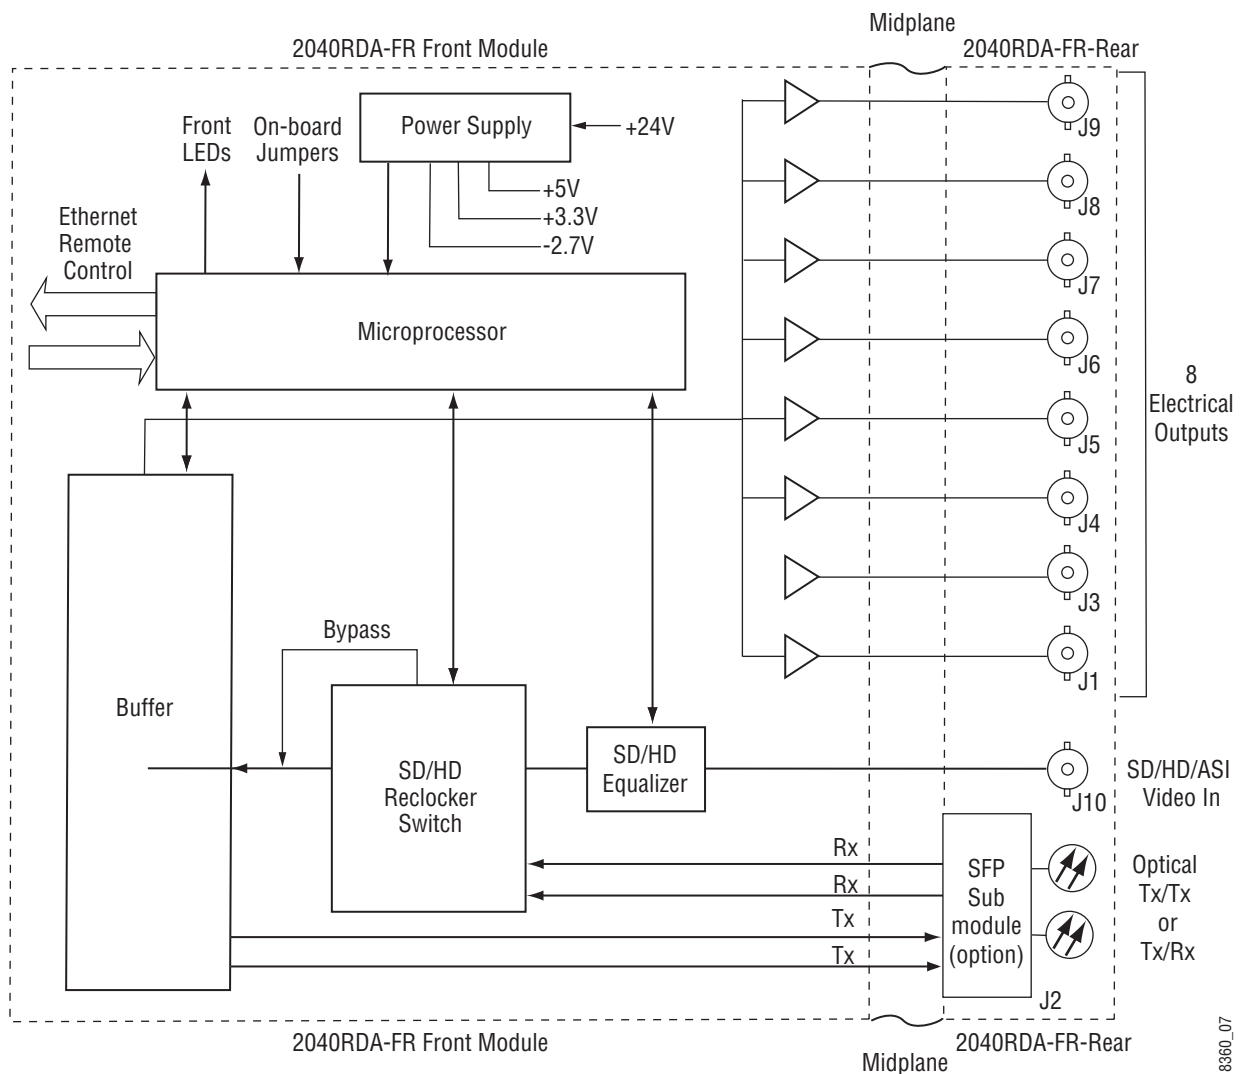 Midplane
2040RDA-FR Front Module
2040RDA-FR-Rear
Front
LEDs
On-board
Jumpers
Power Supply
+24V
+5V
+3.3V
-2.7V
Ethernet
Remote
Control
Microprocessor
J9
J8
J7
J6
J5
J4
J3
J1
8
Electrical
Outputs
Bypass
Buffer
SD/HD
Reclocker
Switch
SD/HD
Equalizer
J10
SD/HD/ASI
Video In
Rx
Rx
Tx
Tx
SFP
Sub
module
(option)
J2
Optical
Tx/Tx
or
Tx/Rx
2040RDA-FR Front Module
Midplane
2040RDA-FR-Rear
8360_07